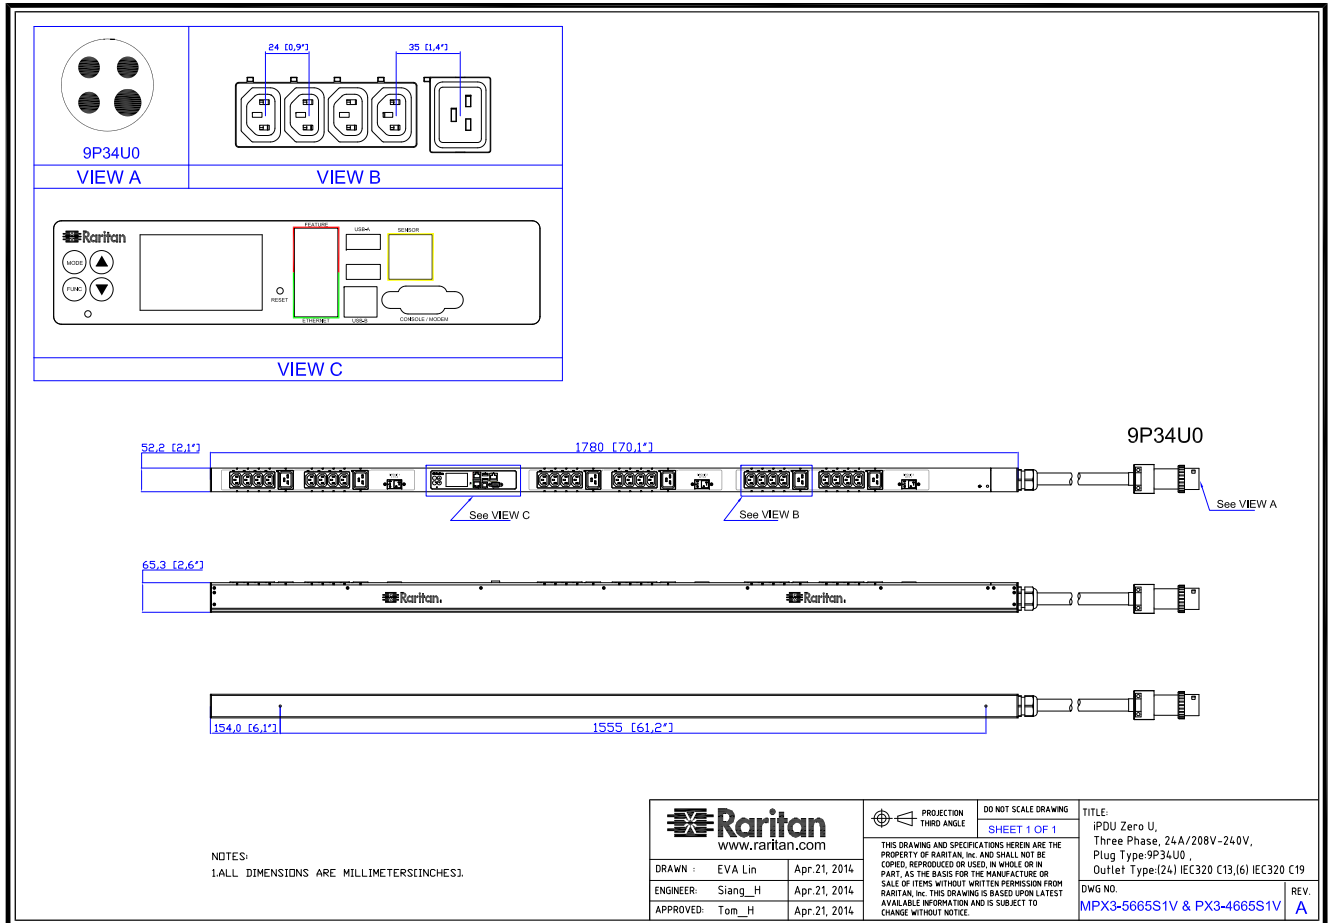 9P34U0
VIEW A
24 [0,9"]
35 [1,4"]
VIEW B
Raritan
MODE
FUNC
RESET
FEATURE
ETHERNET
USB-A
USB-B
SENSOR
CONSOLE / MODEM
VIEW C
9P34U0
52,2 [2,1"]
1780 [70,1"]
See VIEW C
See VIEW B
See VIEW A
65,3 [2,6"]
Raritan.
Raritan.
154,0 [6,1"]
1555 [61,2"]
NOTES:
1.ALL DIMENSIONS ARE MILLIMETERS[INCHES].
Raritan
www.raritan.com
DRAWN : EVA Lin Apr.21, 2014
ENGINEER: Siang_H Apr.21, 2014
APPROVED: Tom_H Apr.21, 2014
PROJECTION
THIRD ANGLE
DO NOT SCALE DRAWING
SHEET 1 OF 1
THIS DRAWING AND SPECIFICATIONS HEREIN ARE THE
PROPERTY OF RARITAN, Inc. AND SHALL NOT BE
COPIED, REPRODUCED OR USED, IN WHOLE OR IN
PART, AS THE BASIS FOR THE MANUFACTURE OR
SALE OF ITEMS WITHOUT WRITTEN PERMISSION FROM
RARITAN, Inc. THIS DRAWING IS BASED UPON LATEST
AVAILABLE INFORMATION AND IS SUBJECT TO
CHANGE WITHOUT NOTICE.
TITLE:
iPDU Zero U,
Three Phase, 24A/208V-240V,
Plug Type:9P34U0 ,
Outlet Type:(24) IEC320 C13,(6) IEC320 C19
DWG NO.
MPX3-5665S1V & PX3-4665S1V
REV.
A